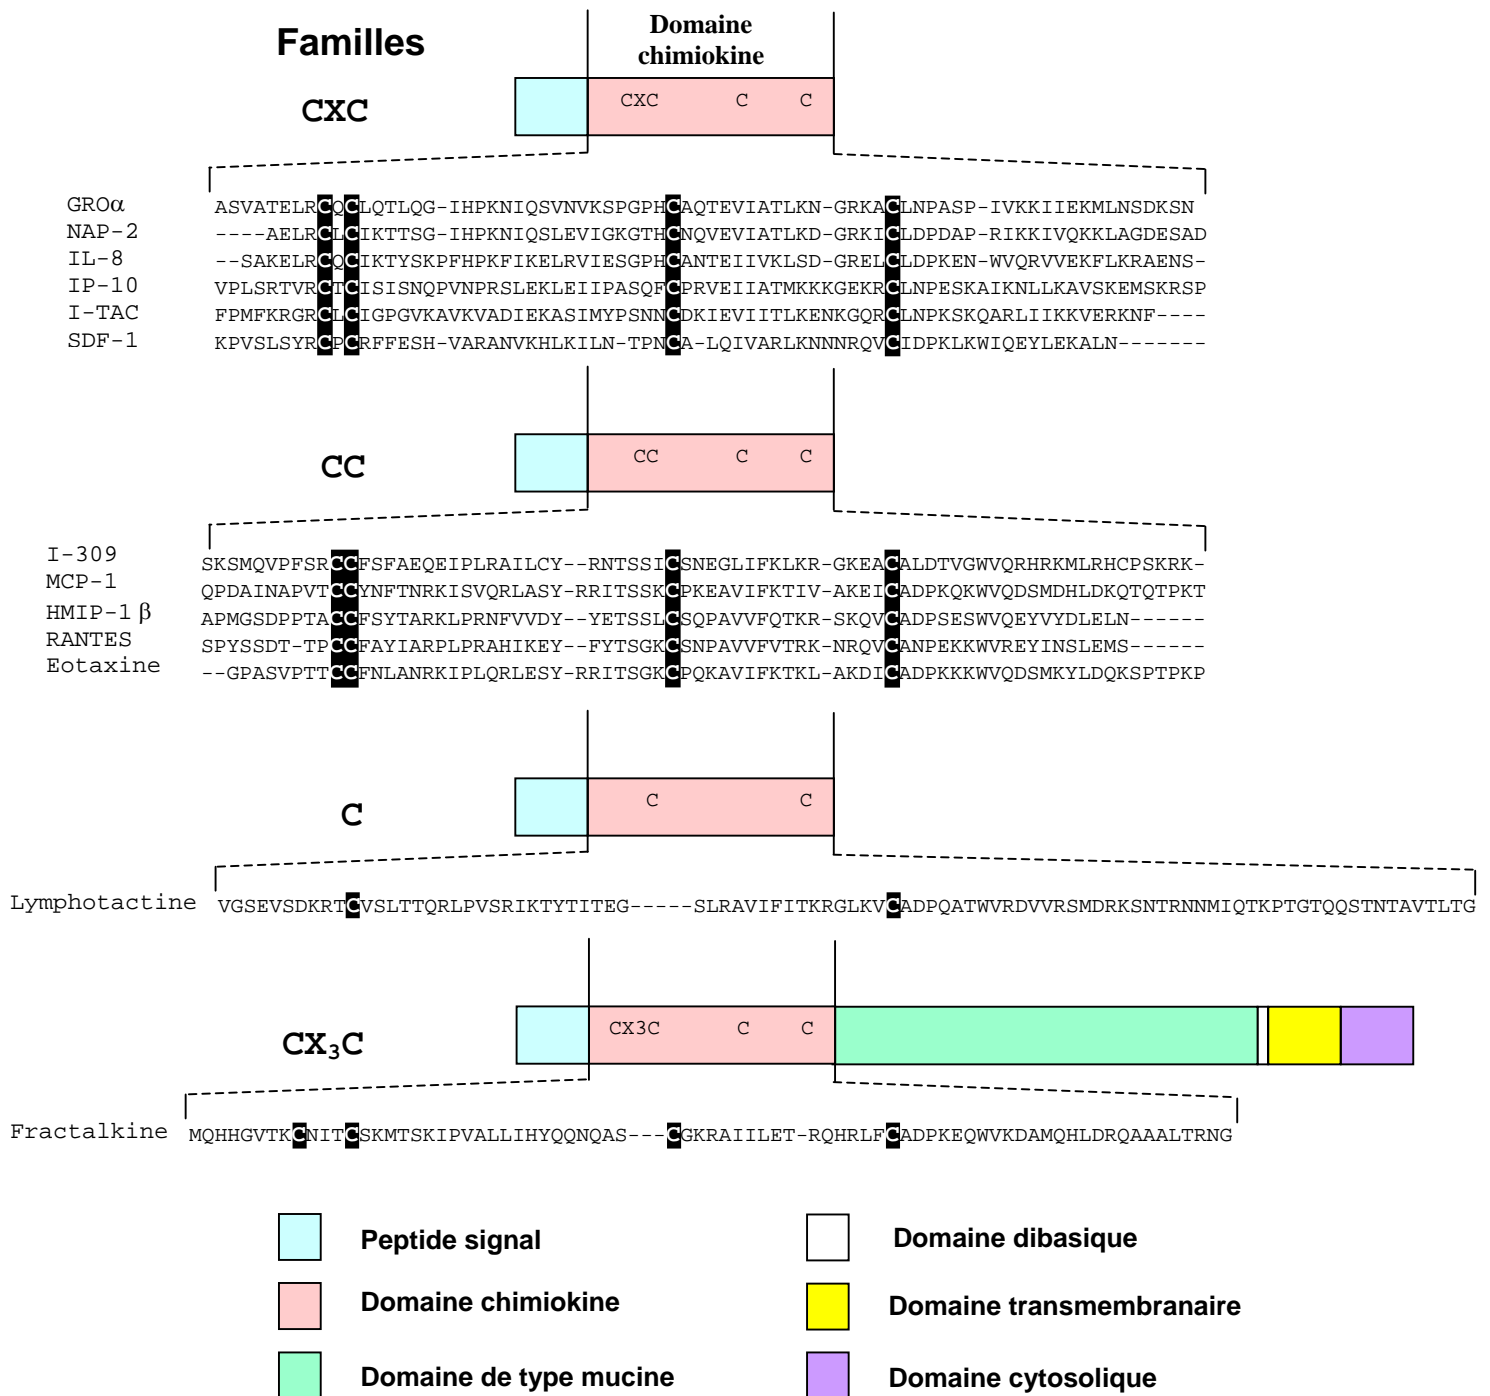 Familles
Domaine
chimiokine
CXC
CXC C C
GROα ASVATELRCQCLQTLQG-IHPKNIQSVNVKSPGPHCAQTEVIATLKN-GRKACLNPASP-IVKKIIEKMLNSDKSN
NAP-2 ----AELRCLCIKTTSG-IHPKNIQSLEVIGKGTHCNQVEVIATLKD-GRKICLDPDAP-RIKKIVQKKLAGDESAD
IL-8 --SAKELRCQCIKTYSKPFHPKFIKELRVIESGPHCANTEIIVKLSD-GRELCLDPKEN-WVQRVVEKFLKRAENS-
IP-10 VPLSRTVRCTCISISNQPVNPRSLEKLEIIPASQFCPRVEIIATMKKKGEKRCLNPESKAIKNLLKAVSKEMSKRSP
I-TAC FPMFKRGRCLCIGPGVKAVKVADIEKASIMYPSNNCDKIEVIITLKENKGQRCLNPKSKQARLIIKKVERKNF----
SDF-1 KPVSLSYRCPCRFFESH-VARANVKHLKILN-TPNCA-LQIVARLKNNNRQVCIDPKLKWIQEYLEKALN-------
CC
CC C C
I-309 SKSMQVPFSRCCFSFAEQEIPLRAILCY--RNTSSICSNEGLIFKLKR-GKEACALDTVGWVQRHRKMLRHCPSKRK-
MCP-1 QPDAINAPVTCCYNFTNRKISVQRLASY-RRITSSKCPKEAVIFKTIV-AKEICADPKQKWVQDSMDHLDKQTQTPKT
HMIP-1 β APMGSDPPTACCFSYTARKLPRNFVVDY--YETSSLCSQPAVVFQTKR-SKQVCADPSESWVQEYVYDLELN------
RANTES SPYSSDT-TPCCFAYIARPLPRAHIKEY--FYTSGKCSNPAVVFVTRK-NRQVCANPEKKWVREYINSLEMS------
Eotaxine --GPASVPTTCCFNLANRKIPLQRLESY-RRITSGKCPQKAVIFKTKL-AKDICADPKKKWVQDSMKYLDQKSPTPKP
C
C C
Lymphotactine VGSEVSDKRTCVSLTTQRLPVSRIKTYTITEG-----SLRAVIFITKRGLKVCADPQATWVRDVVRSMDRKSNTRNNMIQTKPTGTQQSTNTAVTLTG
CX₃C
CX3C C C
Fractalkine MQHHGVTKCNITCSKMTSKIPVALLIHYQQNQAS---CGKRAIILET-RQHRLFCADPKEQWVKDAMQHLDRQAAALTRNG
Peptide signal
Domaine dibasique
Domaine chimiokine
Domaine transmembranaire
Domaine de type mucine
Domaine cytosolique